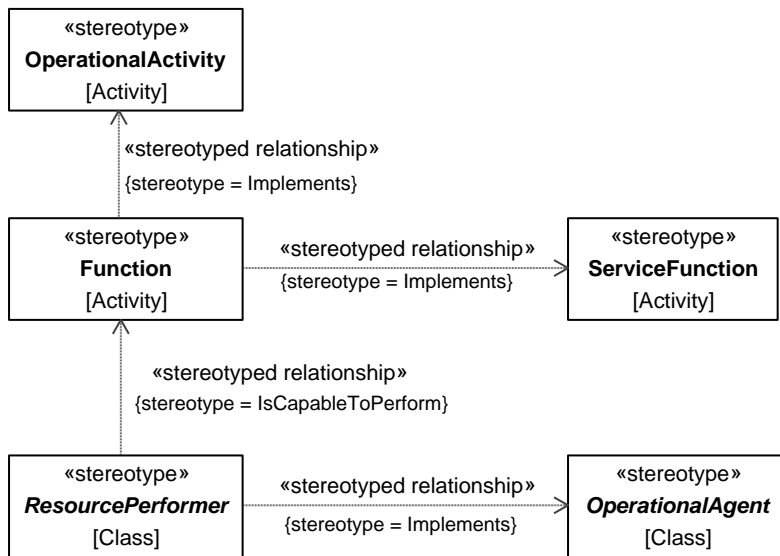 «stereotype»
OperationalActivity
[Activity]
«stereotyped relationship»
{stereotype = Implements}
«stereotype»
Function
[Activity]
«stereotyped relationship»
{stereotype = Implements}
«stereotype»
ServiceFunction
[Activity]
«stereotyped relationship»
{stereotype = IsCapableToPerform}
«stereotype»
ResourcePerformer
[Class]
«stereotyped relationship»
{stereotype = Implements}
«stereotype»
OperationalAgent
[Class]